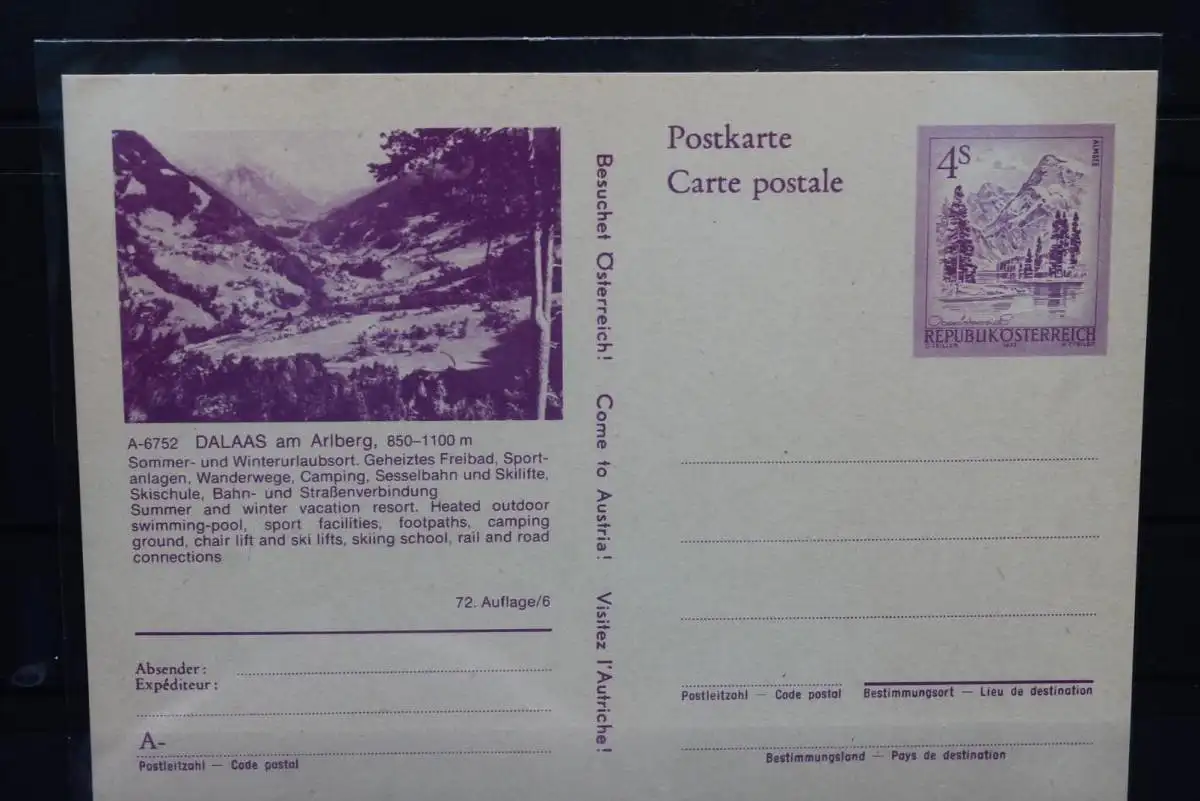 A-6752 DALAAS am Arlberg, 850–1100 m
Sommer- und Winterurlaubsort. Geheiztes Freibad, Sport-
anlagen, Wanderwege, Camping, Sesselbahn und Skilifte,
Skischule, Bahn- und Straßenverbindung
Summer and winter vacation resort. Heated outdoor
swimming-pool, sport facilities, footpaths, camping
ground, chair lift and ski lifts, skiing school, rail and road
connections
72. Auflage/6
Absender:
Expéditeur:
A-
Postleitzahl — Code postal
Besuchet Österreich! Come to Austria! Visitez l'Autriche!
Postkarte
Carte postale
4S
ALMSEE
REPUBLIK ÖSTERREICH
Postleitzahl — Code postal
Bestimmungsort — Lieu de destination
Bestimmungsland — Pays de destination